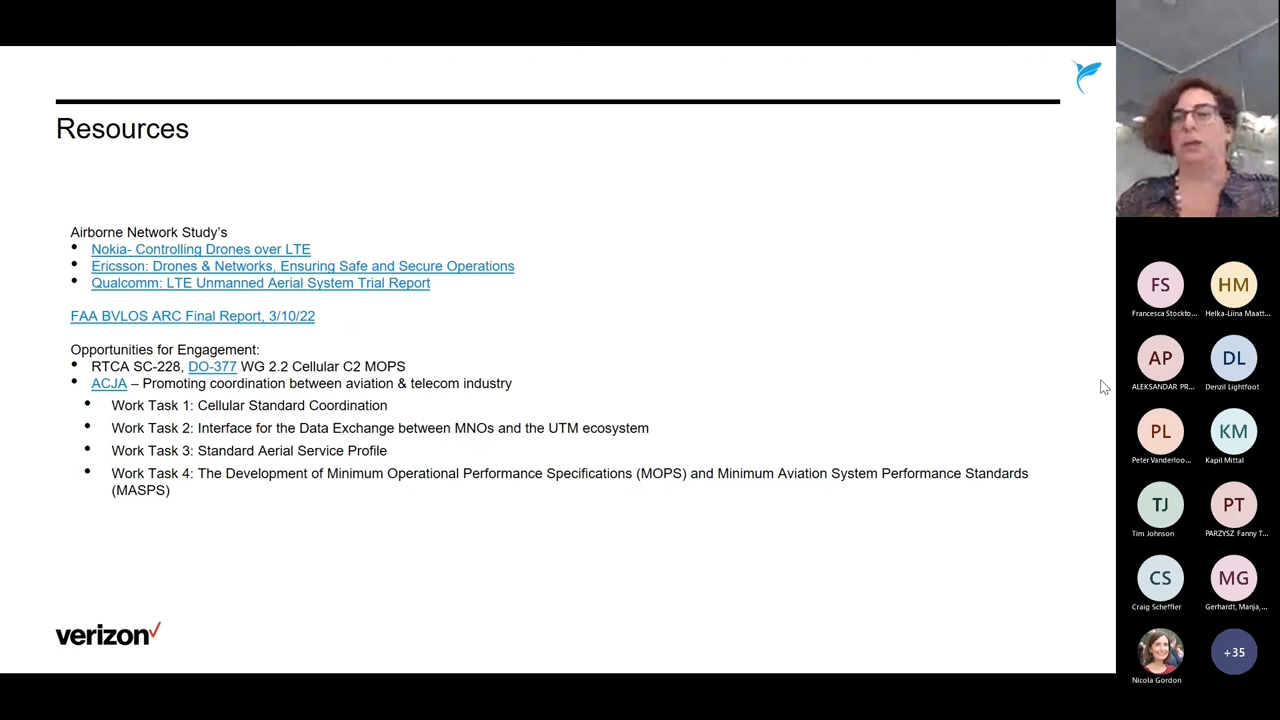 Resources
Airborne Network Study's
Nokia- Controlling Drones over LTE
Ericsson: Drones & Networks, Ensuring Safe and Secure Operations
Qualcomm: LTE Unmanned Aerial System Trial Report
FAA BVLOS ARC Final Report, 3/10/22
Opportunities for Engagement:
RTCA SC-228, DO-377 WG 2.2 Cellular C2 MOPS
ACJA – Promoting coordination between aviation & telecom industry
Work Task 1: Cellular Standard Coordination
Work Task 2: Interface for the Data Exchange between MNOs and the UTM ecosystem
Work Task 3: Standard Aerial Service Profile
Work Task 4: The Development of Minimum Operational Performance Specifications (MOPS) and Minimum Aviation System Performance Standards
(MASPS)
verizon
FS
Francesca Stockto...
HM
Helka-Liina Maatt...
AP
ALEKSANDAR PR...
DL
Denzil Lightfoot
PL
Peter Vanderloo...
KM
Kapil Mittal
TJ
Tim Johnson
PT
PARZYSZ Fanny T...
CS
Craig Scheffler
MG
Gerhardt, Manja,...
Nicola Gordon
+35